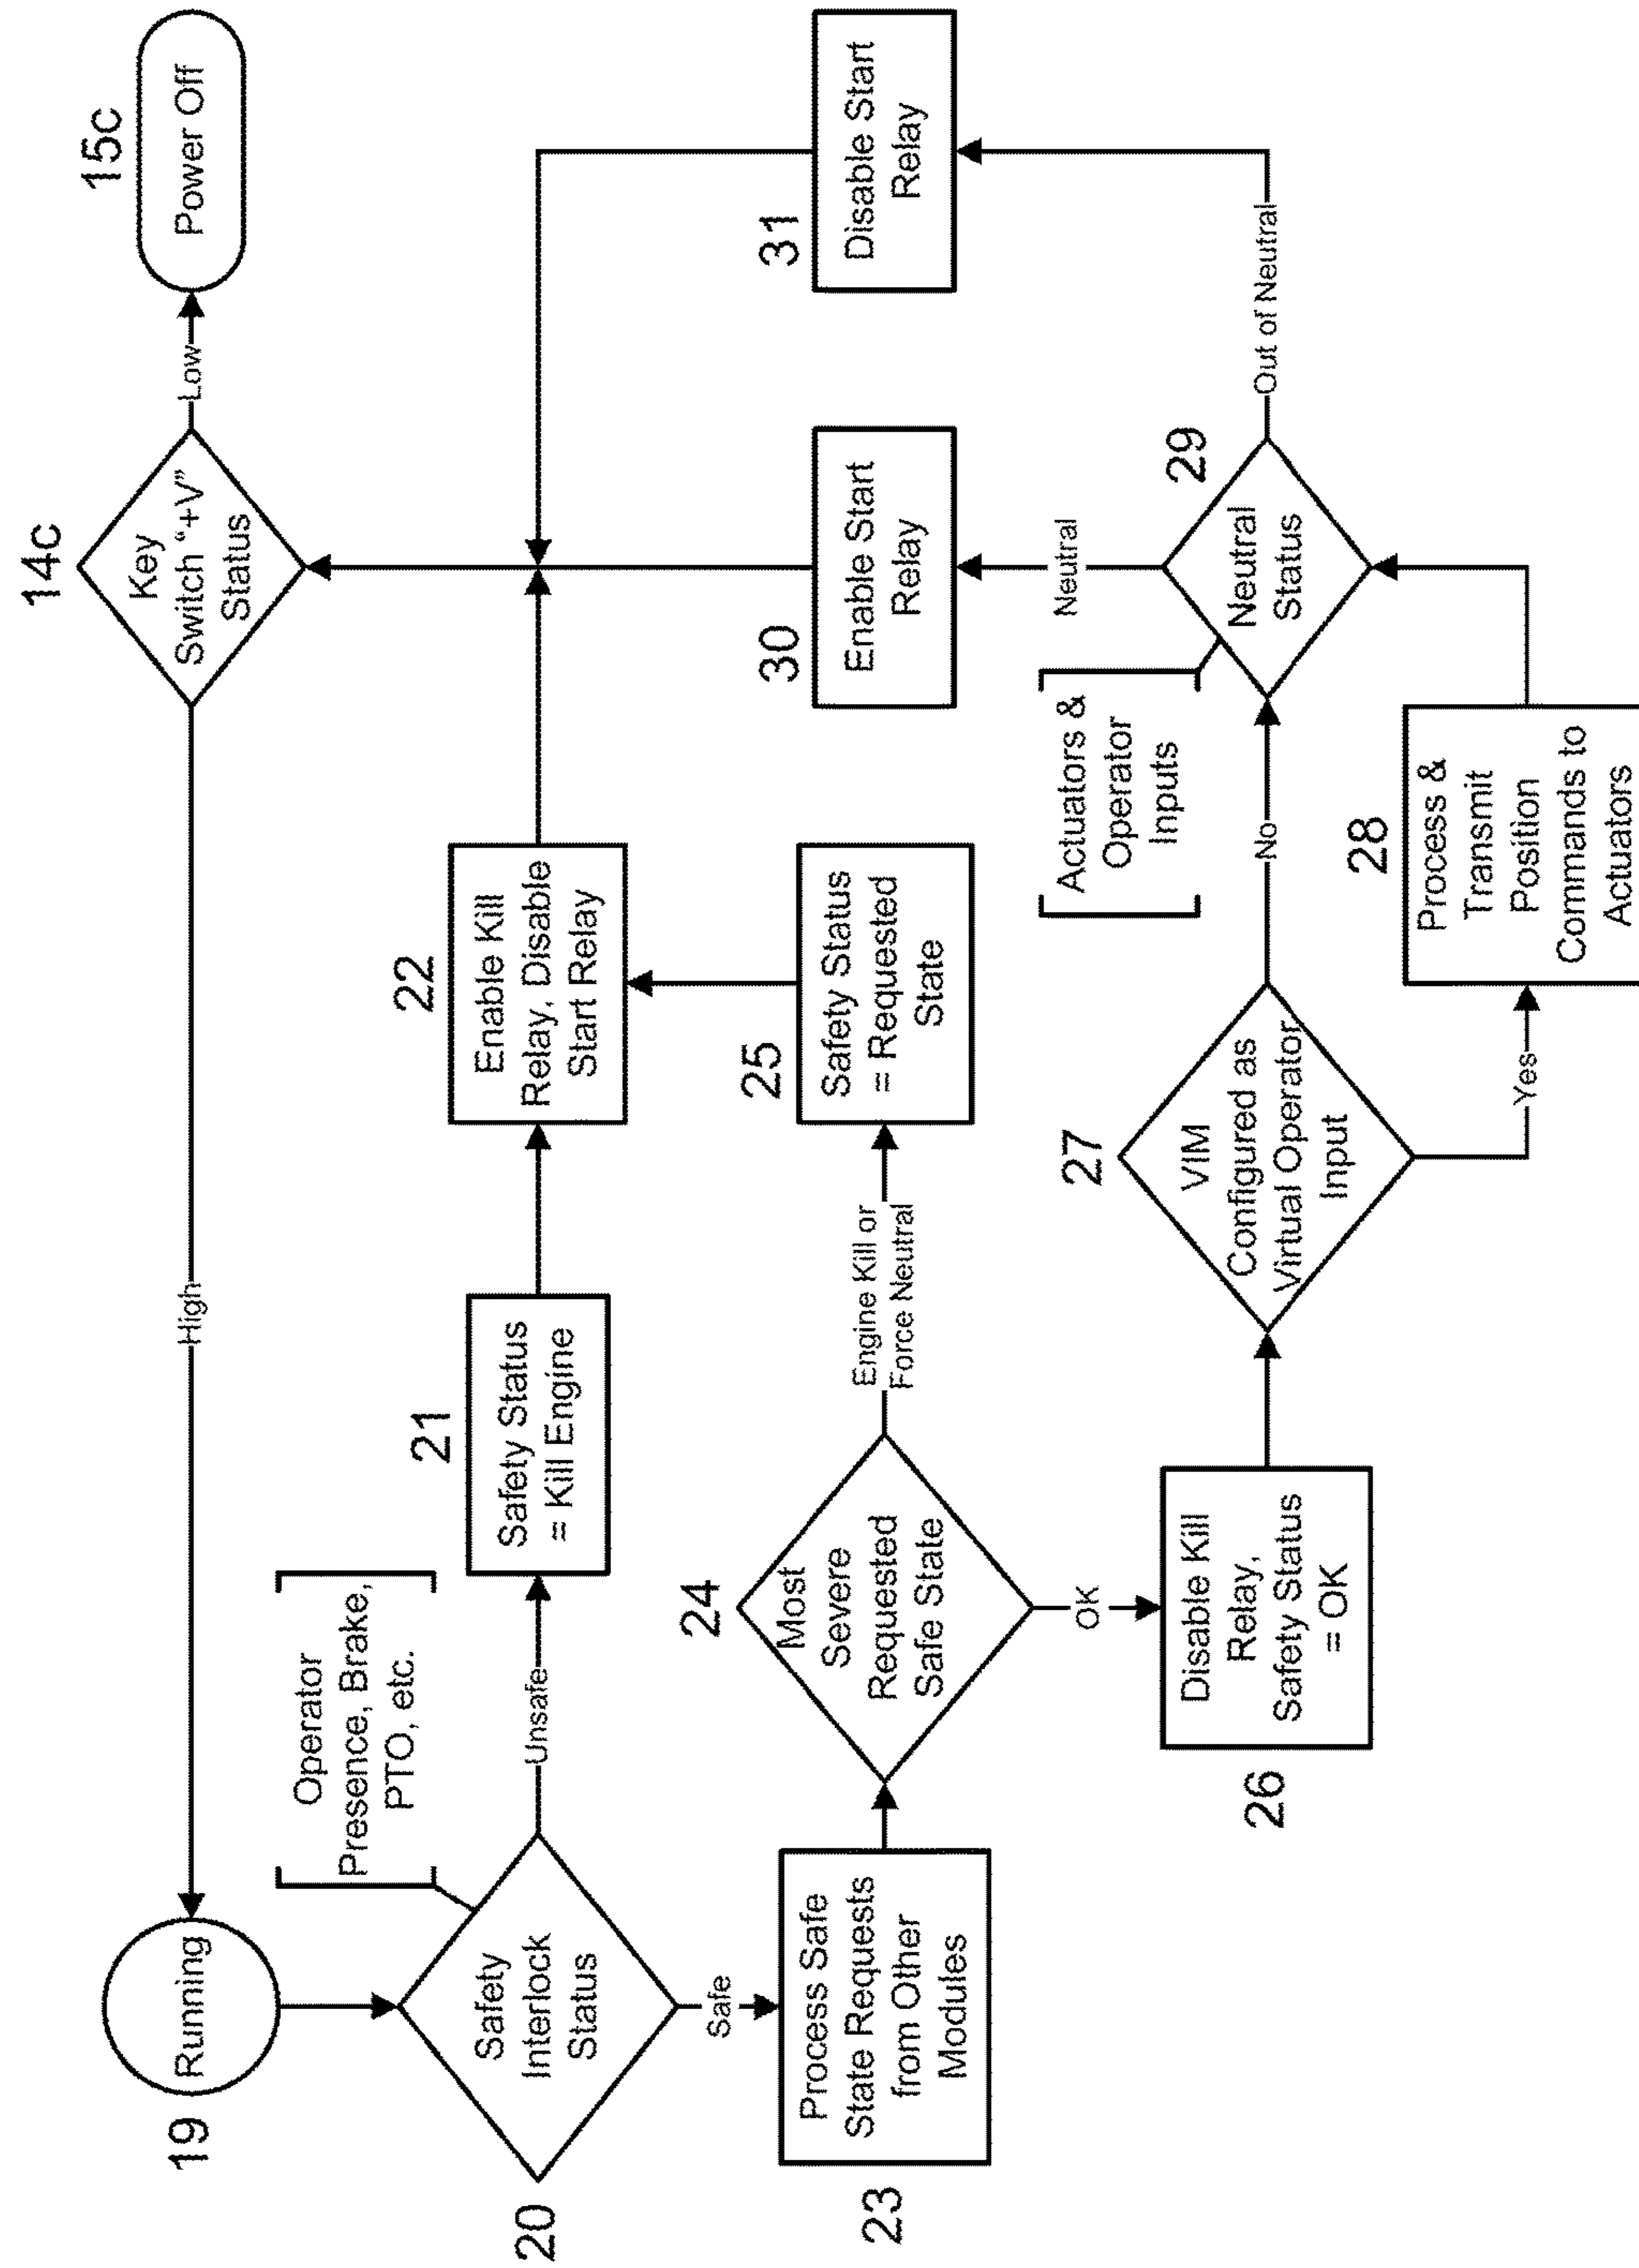 19
Running
High
14c
Key
Switch "+V"
Status
Low
15c
Power Off
20
Safety
Interlock
Status
Operator
Presence, Brake,
PTO, etc.
Unsafe
21
Safety Status
= Kill Engine
22
Enable Kill
Relay, Disable
Start Relay
Safe
23
Process Safe
State Requests
from Other
Modules
24
Most
Severe
Requested
Safe State
Engine Kill or
Force Neutral
25
Safety Status
= Requested
State
30
Enable Start
Relay
31
Disable Start
Relay
OK
26
Disable Kill
Relay,
Safety Status
= OK
27
VIM
Configured as
Virtual Operator
Input
No
Actuators &
Operator
Inputs
Neutral
29
Neutral
Status
Out of Neutral
Yes
28
Process &
Transmit
Position
Commands to
Actuators